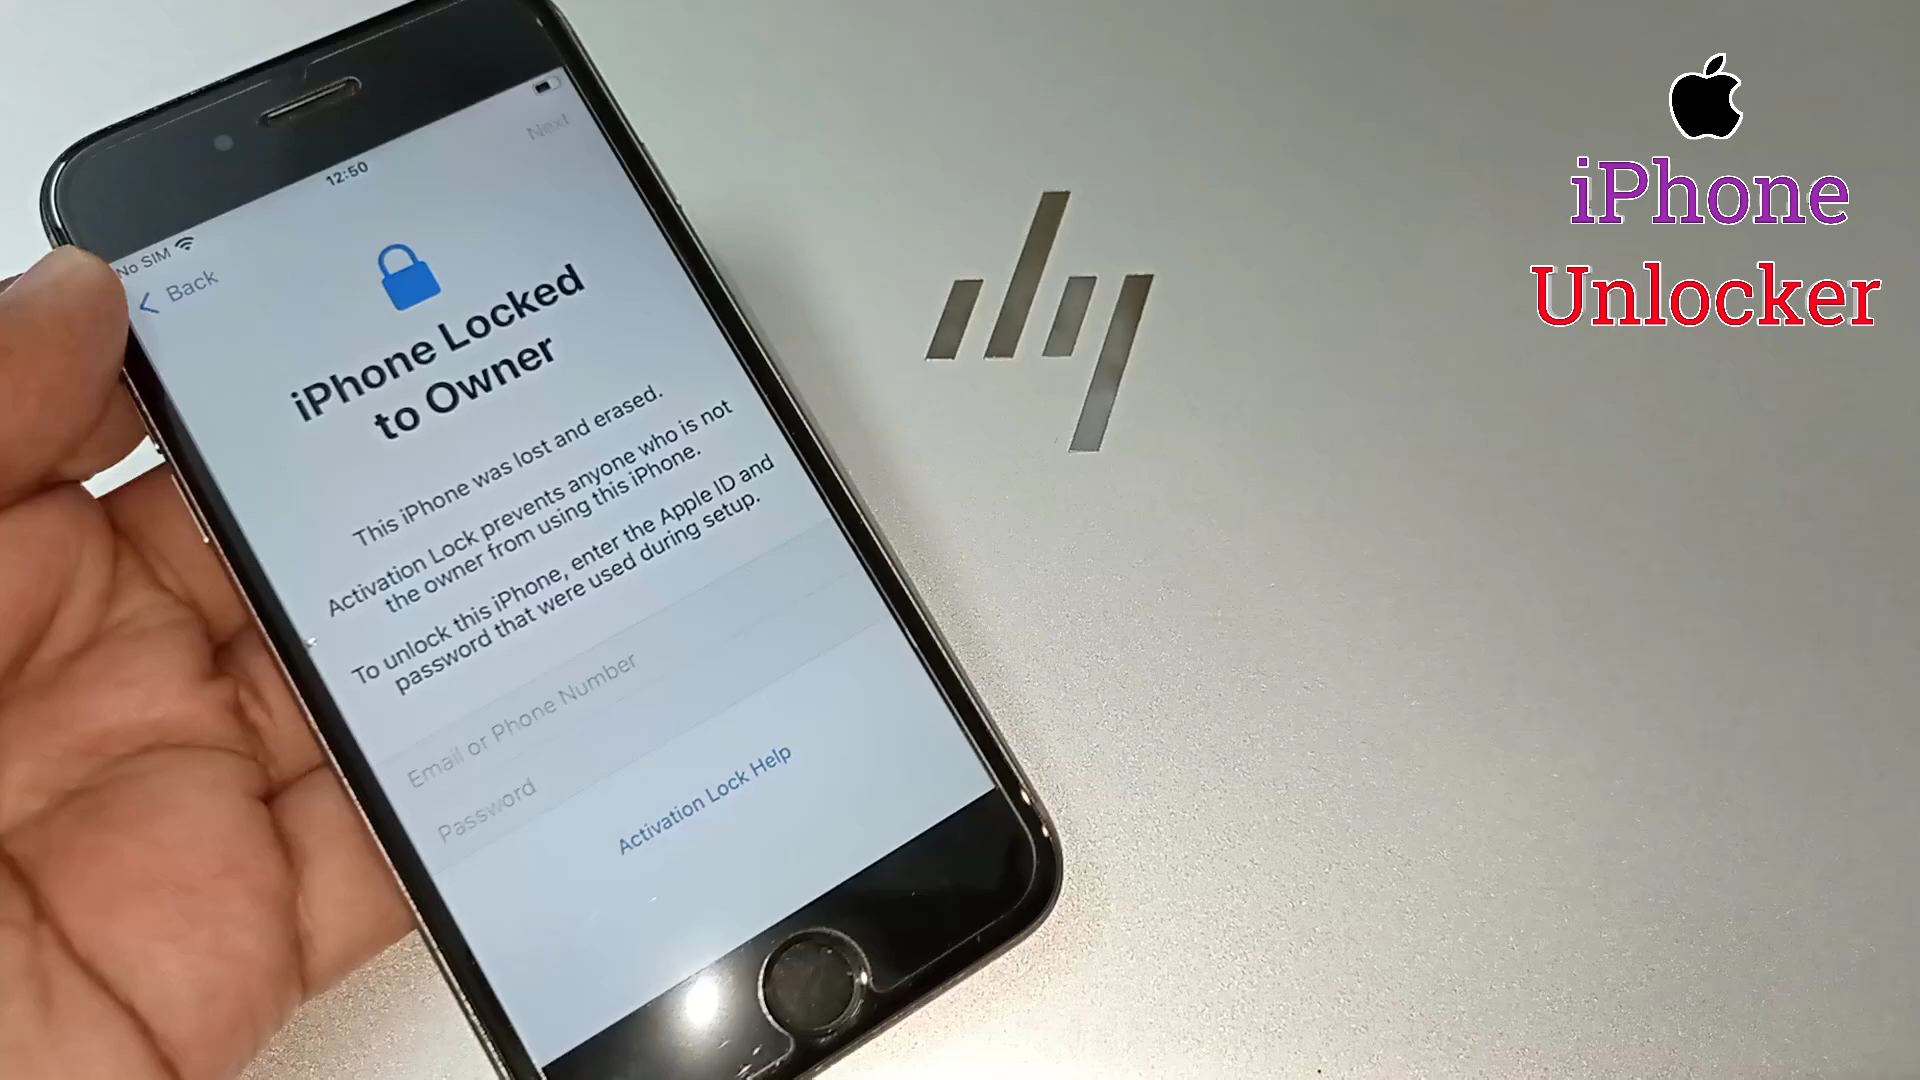 No SIM 12:50
Back Next
iPhone Locked
to Owner
This iPhone was lost and erased.
Activation Lock prevents anyone who is not
the owner from using this iPhone.
To unlock this iPhone, enter the Apple ID and
password that were used during setup.
Email or Phone Number
Password
Activation Lock Help
hp
iPhone
Unlocker